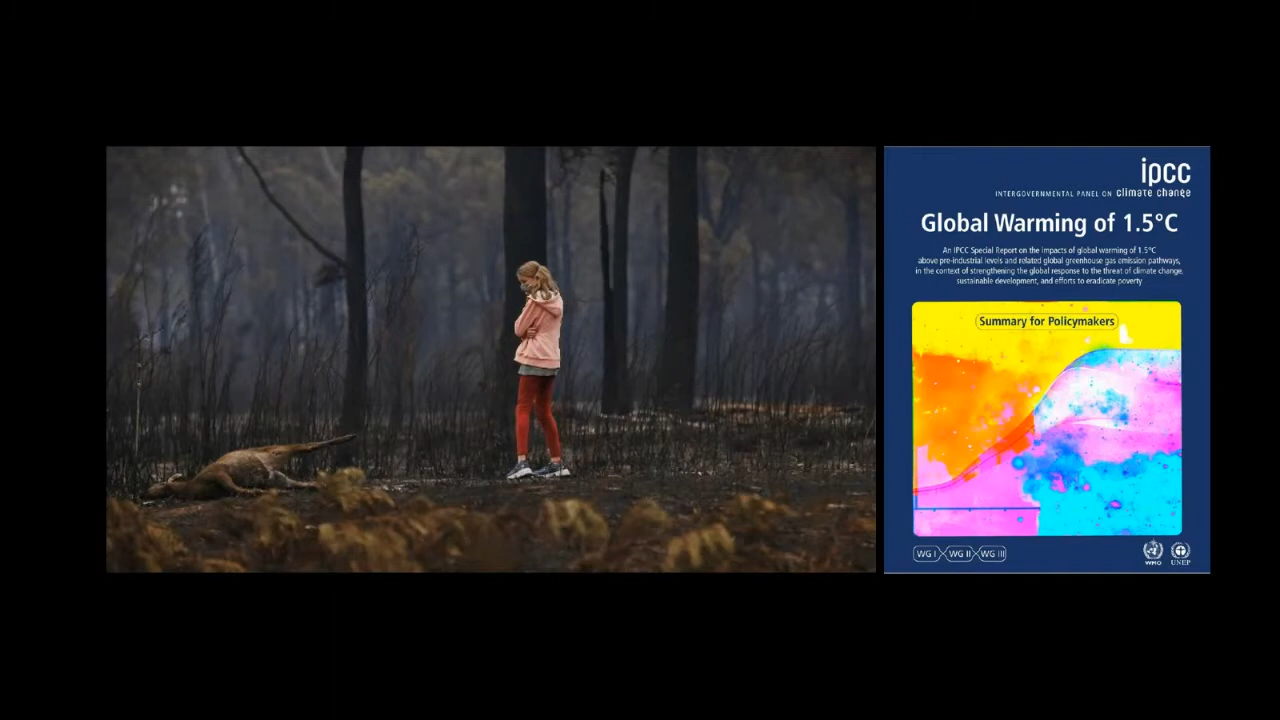 ipcc
INTERGOVERNMENTAL PANEL ON climate change
Global Warming of 1.5°C
An IPCC Special Report on the impacts of global warming of 1.5°C
above pre-industrial levels and related global greenhouse gas emission pathways,
in the context of strengthening the global response to the threat of climate change,
sustainable development, and efforts to eradicate poverty
Summary for Policymakers
WG I WG II WG III
WMO UNEP